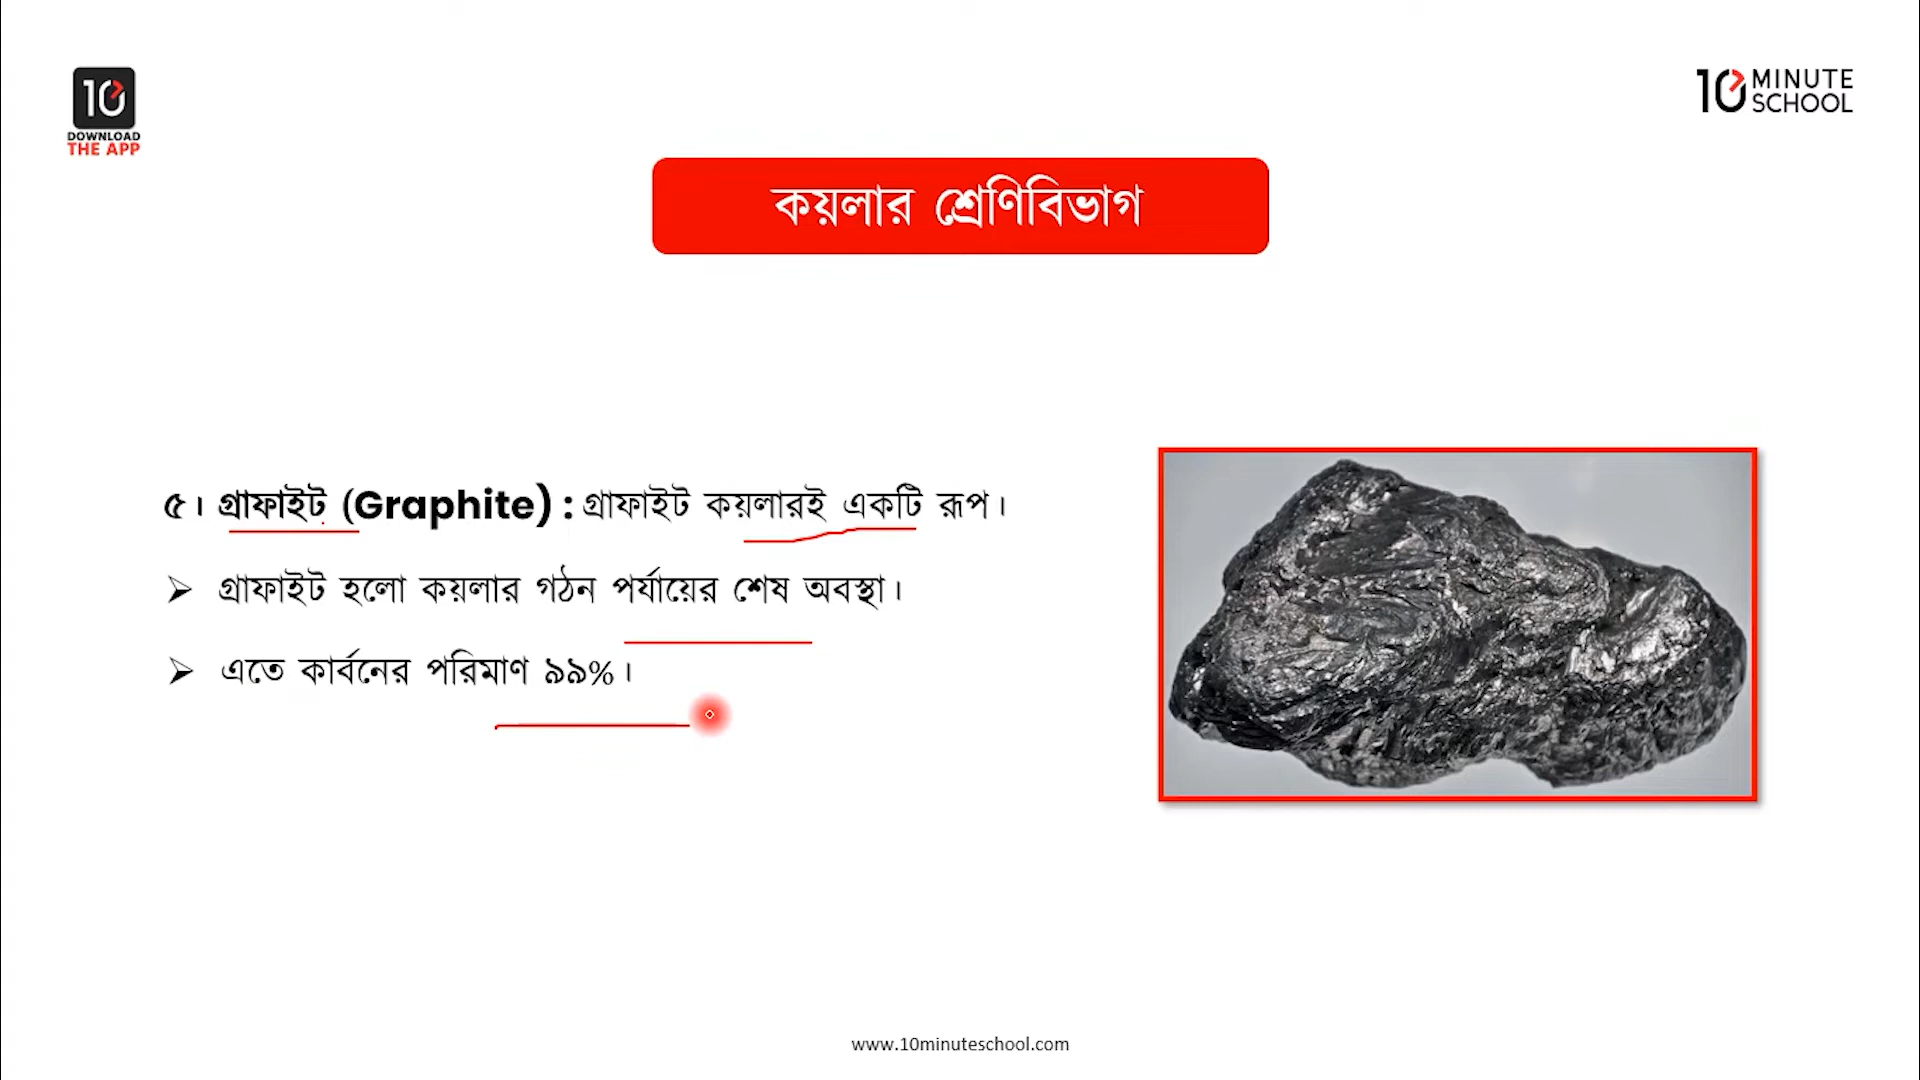 10
DOWNLOAD
THE APP
10 MINUTE
SCHOOL
কয়লার শ্রেণিবিভাগ
৫। গ্রাফাইট (Graphite) : গ্রাফাইট কয়লারই একটি রূপ।
➢ গ্রাফাইট হলো কয়লার গঠন পর্যায়ের শেষ অবস্থা।
➢ এতে কার্বনের পরিমাণ ৯৯%।
www.10minuteschool.com